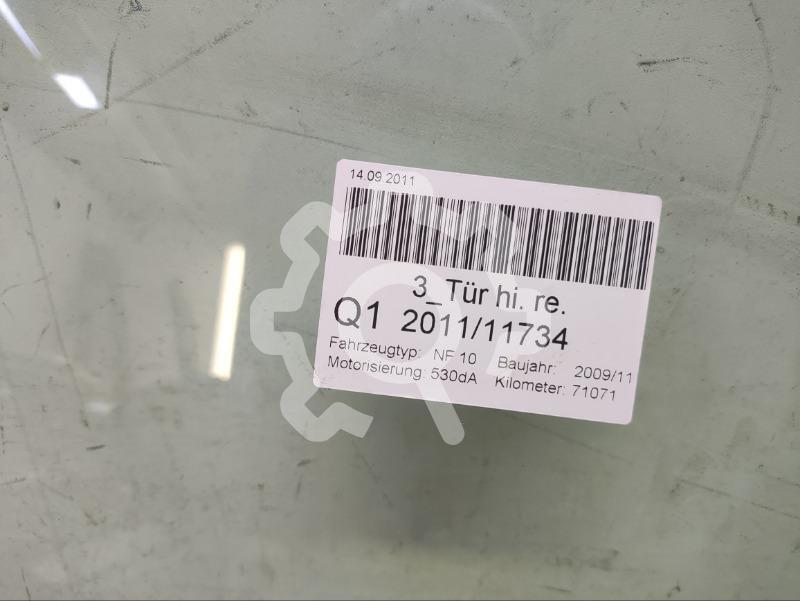 14.09.2011
3_Tür hi. re.
Q1 2011/11734
Fahrzeugtyp: NF 10 Baujahr: 2009/11
Motorisierung: 530dA Kilometer: 71071